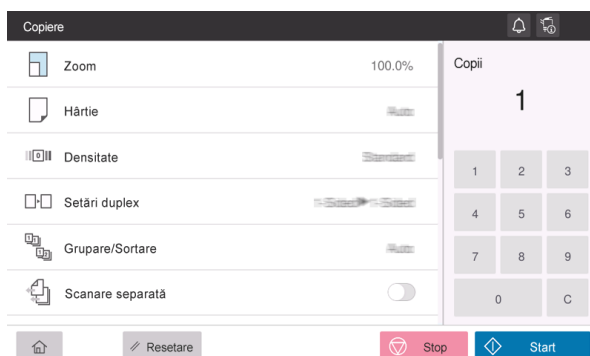 Copiere
Zoom 100.0%
Copii
1
Hârtie
Densitate
Setări duplex
Grupare/Sortare
Scanare separată
1 2 3
4 5 6
7 8 9
0 C
Resetare
Stop
Start